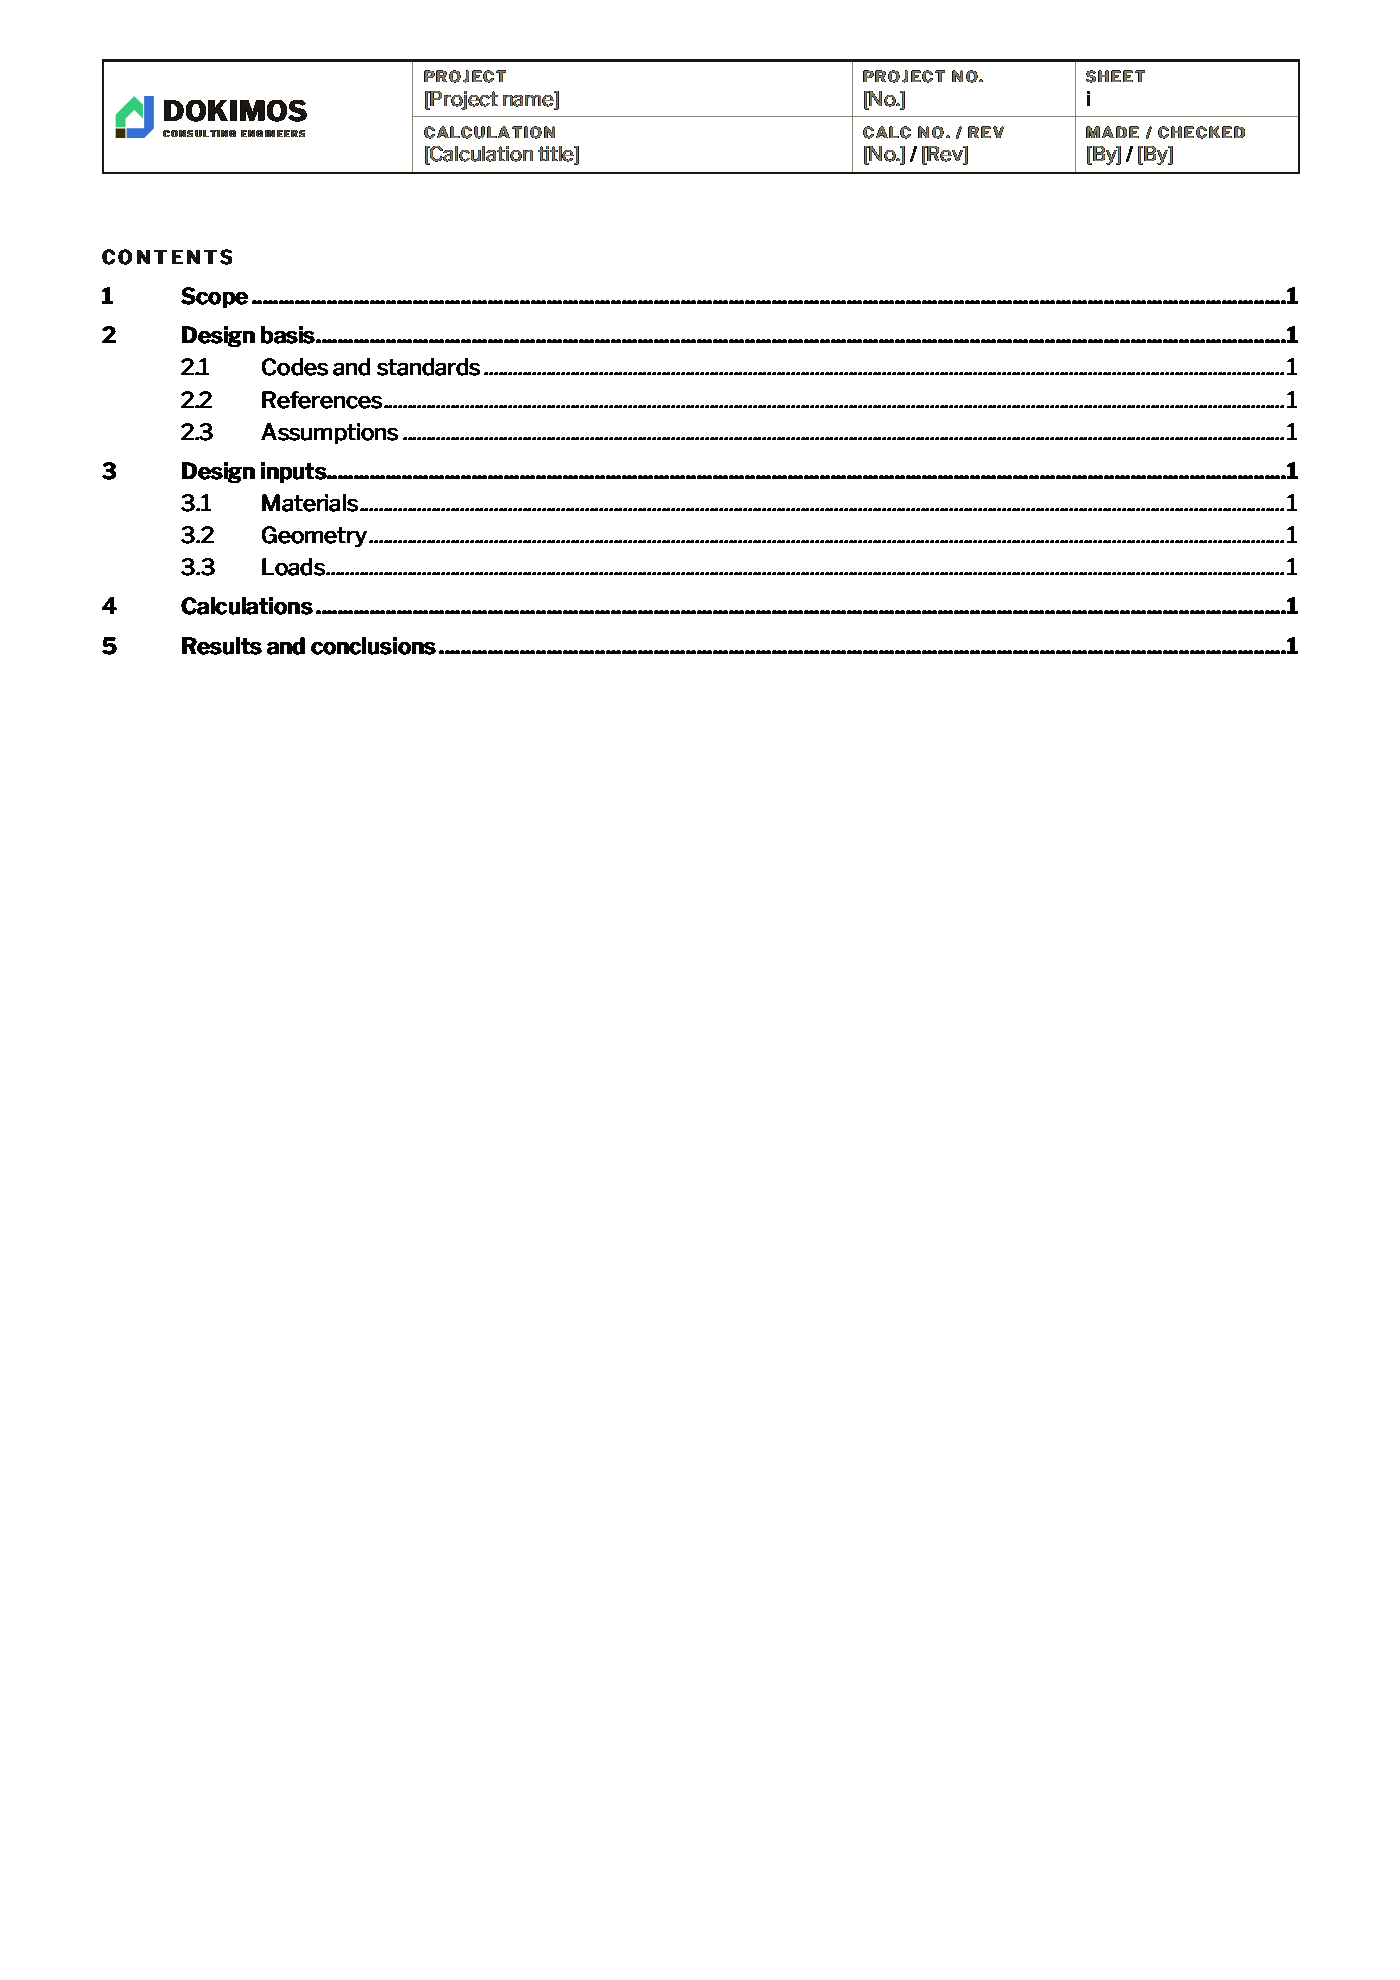 DOKIMOS
CONSULTING ENGINEERS
PROJECT
[Project name]
PROJECT NO.
[No.]
SHEET
i
CALCULATION
[Calculation title]
CALC NO. / REV
[No.] / [Rev]
MADE / CHECKED
[By] / [By]
CONTENTS
1 Scope 1
2 Design basis 1
2.1 Codes and standards 1
2.2 References 1
2.3 Assumptions 1
3 Design inputs 1
3.1 Materials 1
3.2 Geometry 1
3.3 Loads 1
4 Calculations 1
5 Results and conclusions 1